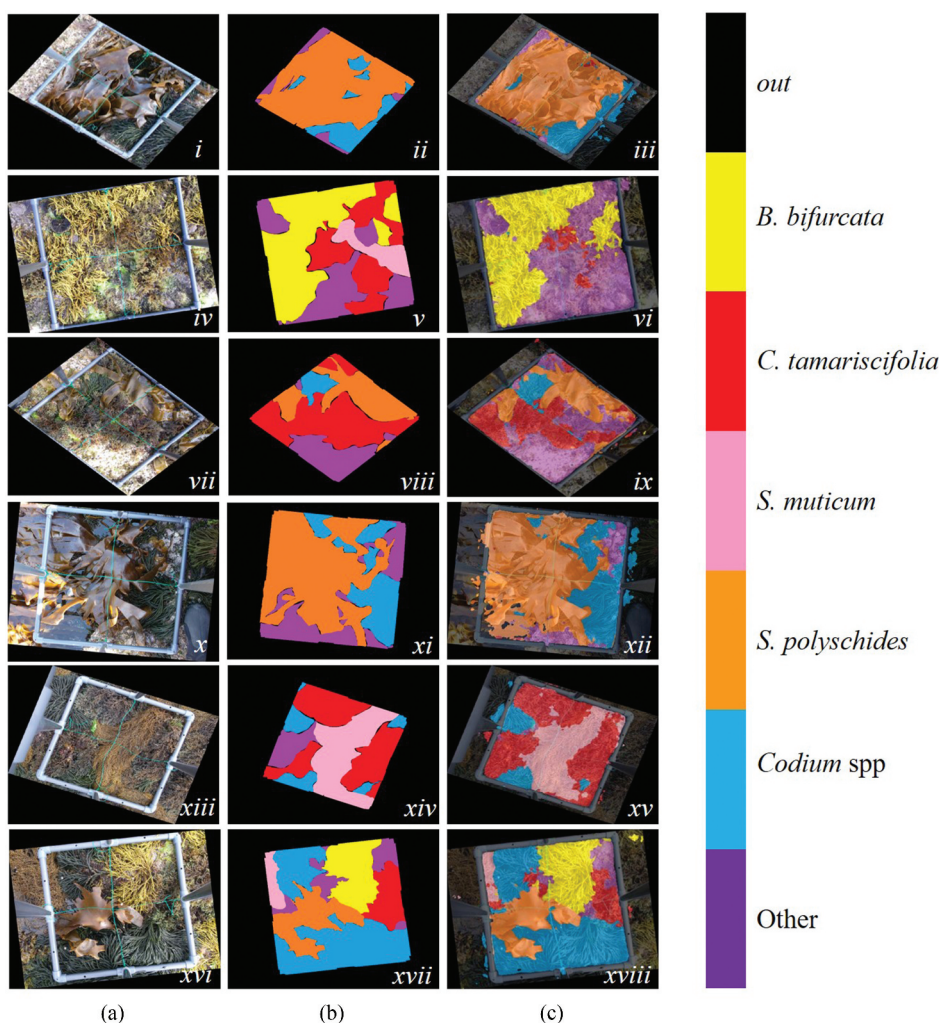 i
ii
iii
iv
v
vi
vii
viii
ix
x
xi
xii
xiii
xiv
xv
xvi
xvii
xviii
(a)
(b)
(c)
out
B. bifurcata
C. tamariscifolia
S. muticum
S. polyschides
Codium spp
Other